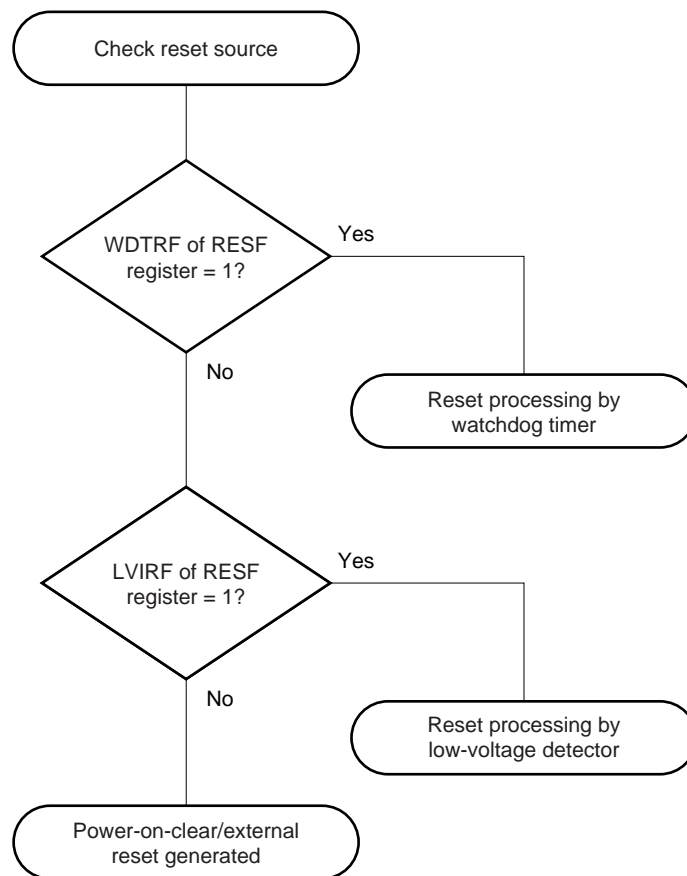 Check reset source
WDTRF of RESF
register = 1?
Yes
No
Reset processing by
watchdog timer
LVIRF of RESF
register = 1?
Yes
No
Reset processing by
low-voltage detector
Power-on-clear/external
reset generated